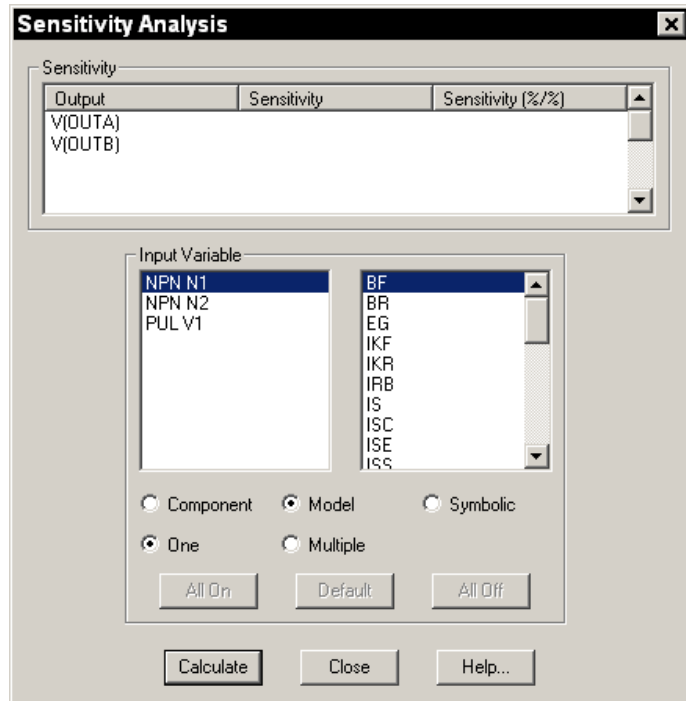 Sensitivity Analysis
Sensitivity
Output Sensitivity Sensitivity (%/%)
V(OUTA)
V(OUTB)
Input Variable
NPN N1
NPN N2
PUL V1
BF
BR
EG
IKF
IKR
IRB
IS
ISC
ISE
ISS
Component Model Symbolic
One Multiple
All On Default All Off
Calculate Close Help...